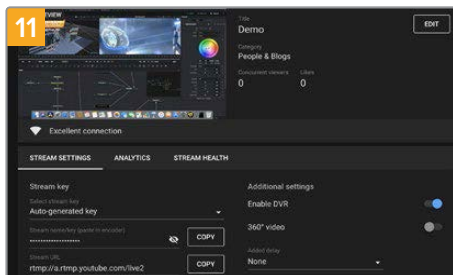 11
Title
Demo
EDIT
Category
People & Blogs
Concurrent viewers Likes
0 0
Excellent connection
STREAM SETTINGS ANALYTICS STREAM HEALTH
Stream key
Additional settings
Select stream key
Auto-generated key
Enable DVR
Stream name/key (paste in encoder)
COPY
360° video
Stream URL
rtmp://a.rtmp.youtube.com/live2
COPY
Added delay
None